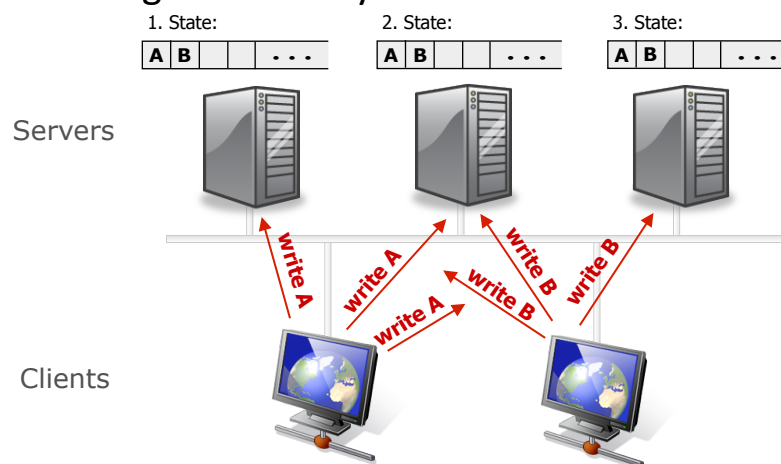 1. State:
2. State:
3. State:
A B . . .
A B . . .
A B . . .
Servers
write A
write A
write A
write B
write B
write B
Clients